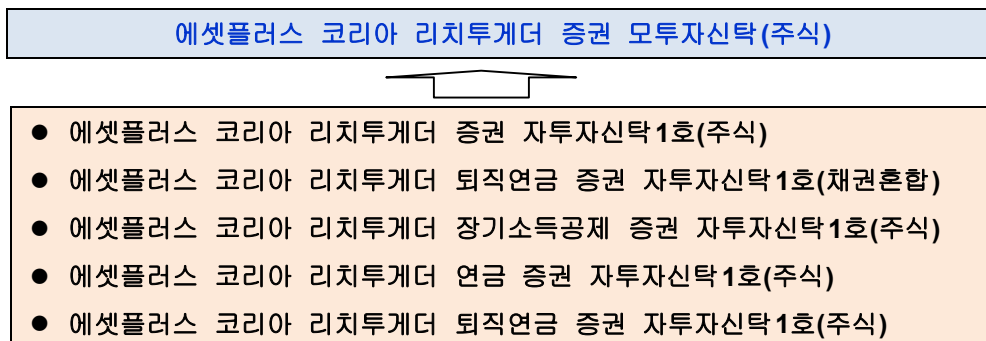 에셋플러스 코리아 리치투게더 증권 모투자신탁(주식)
● 에셋플러스 코리아 리치투게더 증권 자투자신탁1호(주식)
● 에셋플러스 코리아 리치투게더 퇴직연금 증권 자투자신탁1호(채권혼합)
● 에셋플러스 코리아 리치투게더 장기소득공제 증권 자투자신탁1호(주식)
● 에셋플러스 코리아 리치투게더 연금 증권 자투자신탁1호(주식)
● 에셋플러스 코리아 리치투게더 퇴직연금 증권 자투자신탁1호(주식)